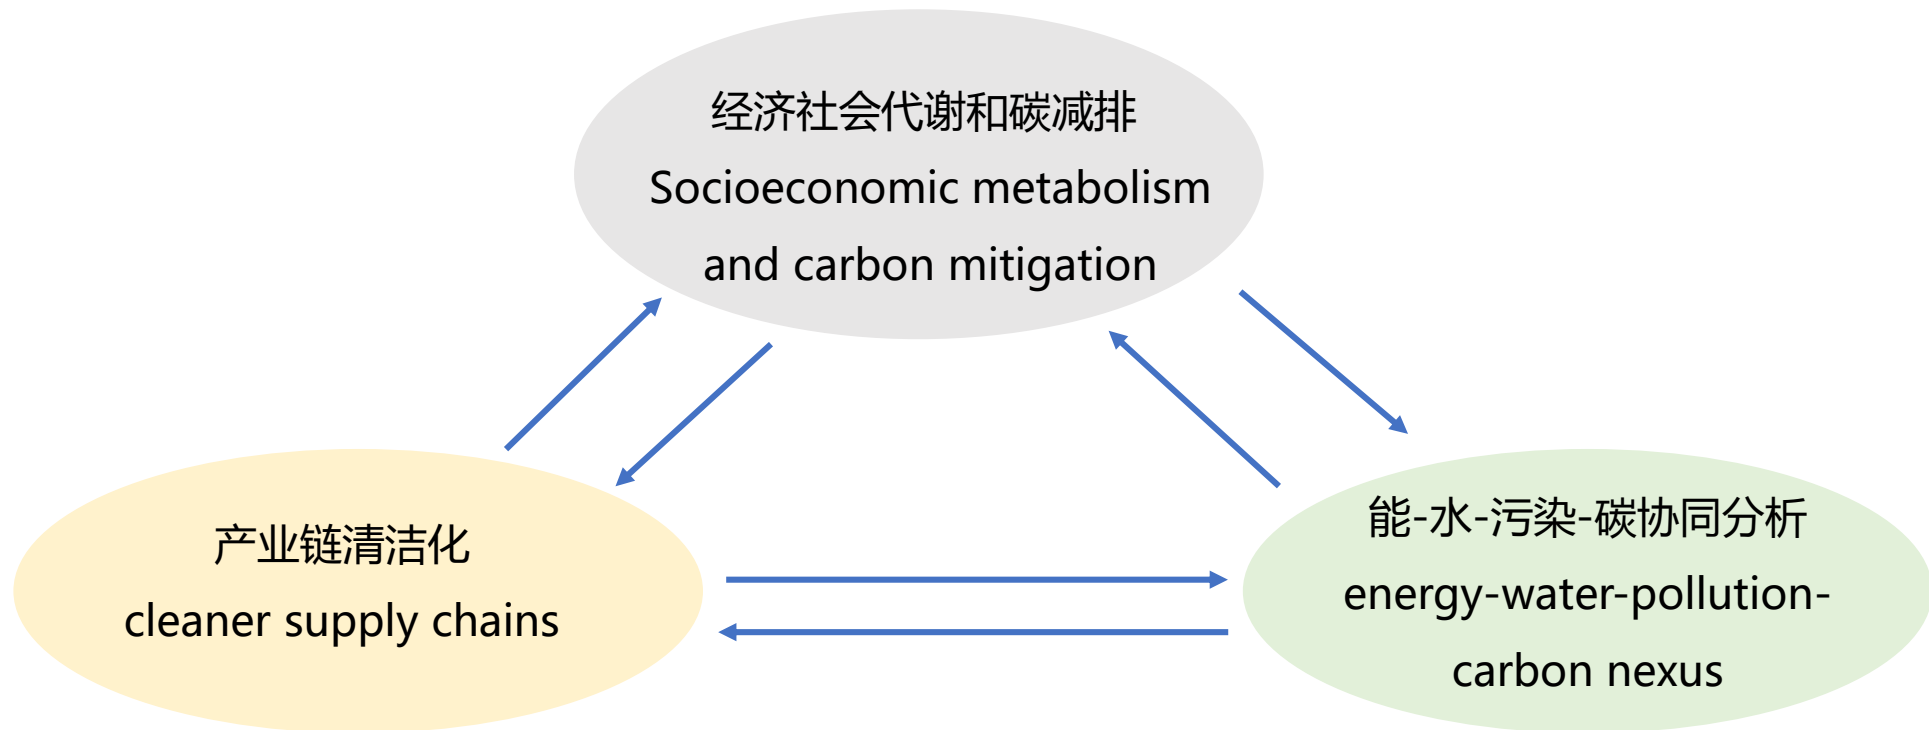 经济社会代谢和碳减排
Socioeconomic metabolism
and carbon mitigation
产业链清洁化
cleaner supply chains
能-水-污染-碳协同分析
energy-water-pollution-
carbon nexus